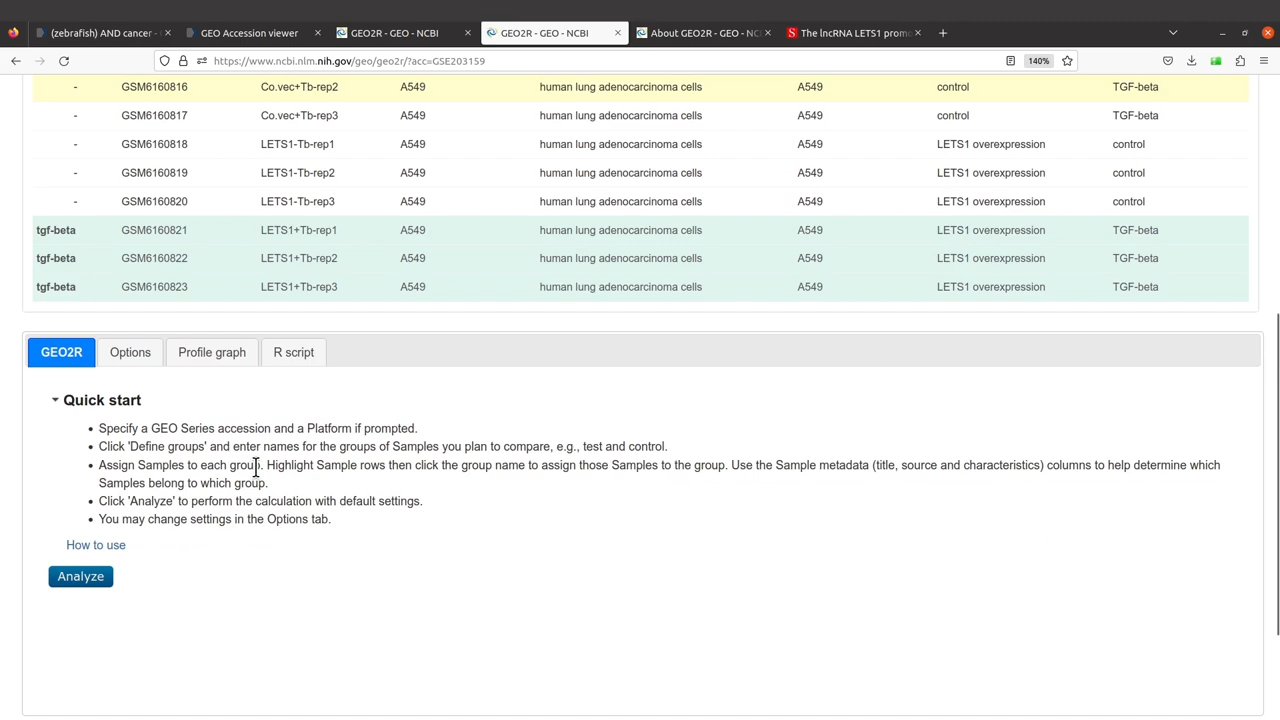 (zebrafish) AND cancer -
GEO Accession viewer
GEO2R - GEO - NCBI
GEO2R - GEO - NCBI
About GEO2R - GEO - NC
The lncRNA LETS1 promo
https://www.ncbi.nlm.nih.gov/geo/geo2r/?acc=GSE203159
140%
- GSM6160816 Co.vec+Tb-rep2 A549 human lung adenocarcinoma cells A549 control TGF-beta
- GSM6160817 Co.vec+Tb-rep3 A549 human lung adenocarcinoma cells A549 control TGF-beta
- GSM6160818 LETS1-Tb-rep1 A549 human lung adenocarcinoma cells A549 LETS1 overexpression control
- GSM6160819 LETS1-Tb-rep2 A549 human lung adenocarcinoma cells A549 LETS1 overexpression control
- GSM6160820 LETS1-Tb-rep3 A549 human lung adenocarcinoma cells A549 LETS1 overexpression control
tgf-beta GSM6160821 LETS1+Tb-rep1 A549 human lung adenocarcinoma cells A549 LETS1 overexpression TGF-beta
tgf-beta GSM6160822 LETS1+Tb-rep2 A549 human lung adenocarcinoma cells A549 LETS1 overexpression TGF-beta
tgf-beta GSM6160823 LETS1+Tb-rep3 A549 human lung adenocarcinoma cells A549 LETS1 overexpression TGF-beta
GEO2R Options Profile graph R script
Quick start
• Specify a GEO Series accession and a Platform if prompted.
• Click 'Define groups' and enter names for the groups of Samples you plan to compare, e.g., test and control.
• Assign Samples to each group. Highlight Sample rows then click the group name to assign those Samples to the group. Use the Sample metadata (title, source and characteristics) columns to help determine which
Samples belong to which group.
• Click 'Analyze' to perform the calculation with default settings.
• You may change settings in the Options tab.
How to use
Analyze